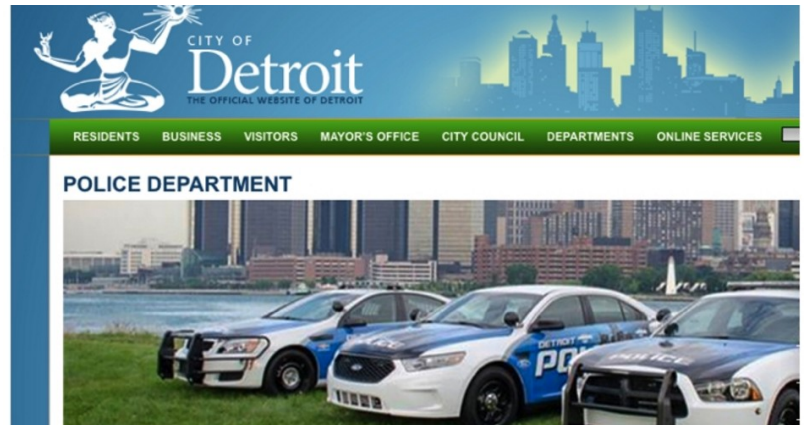 CITY OF
Detroit
THE OFFICIAL WEBSITE OF DETROIT
RESIDENTS BUSINESS VISITORS MAYOR'S OFFICE CITY COUNCIL DEPARTMENTS ONLINE SERVICES
POLICE DEPARTMENT
POLICE
DETROIT